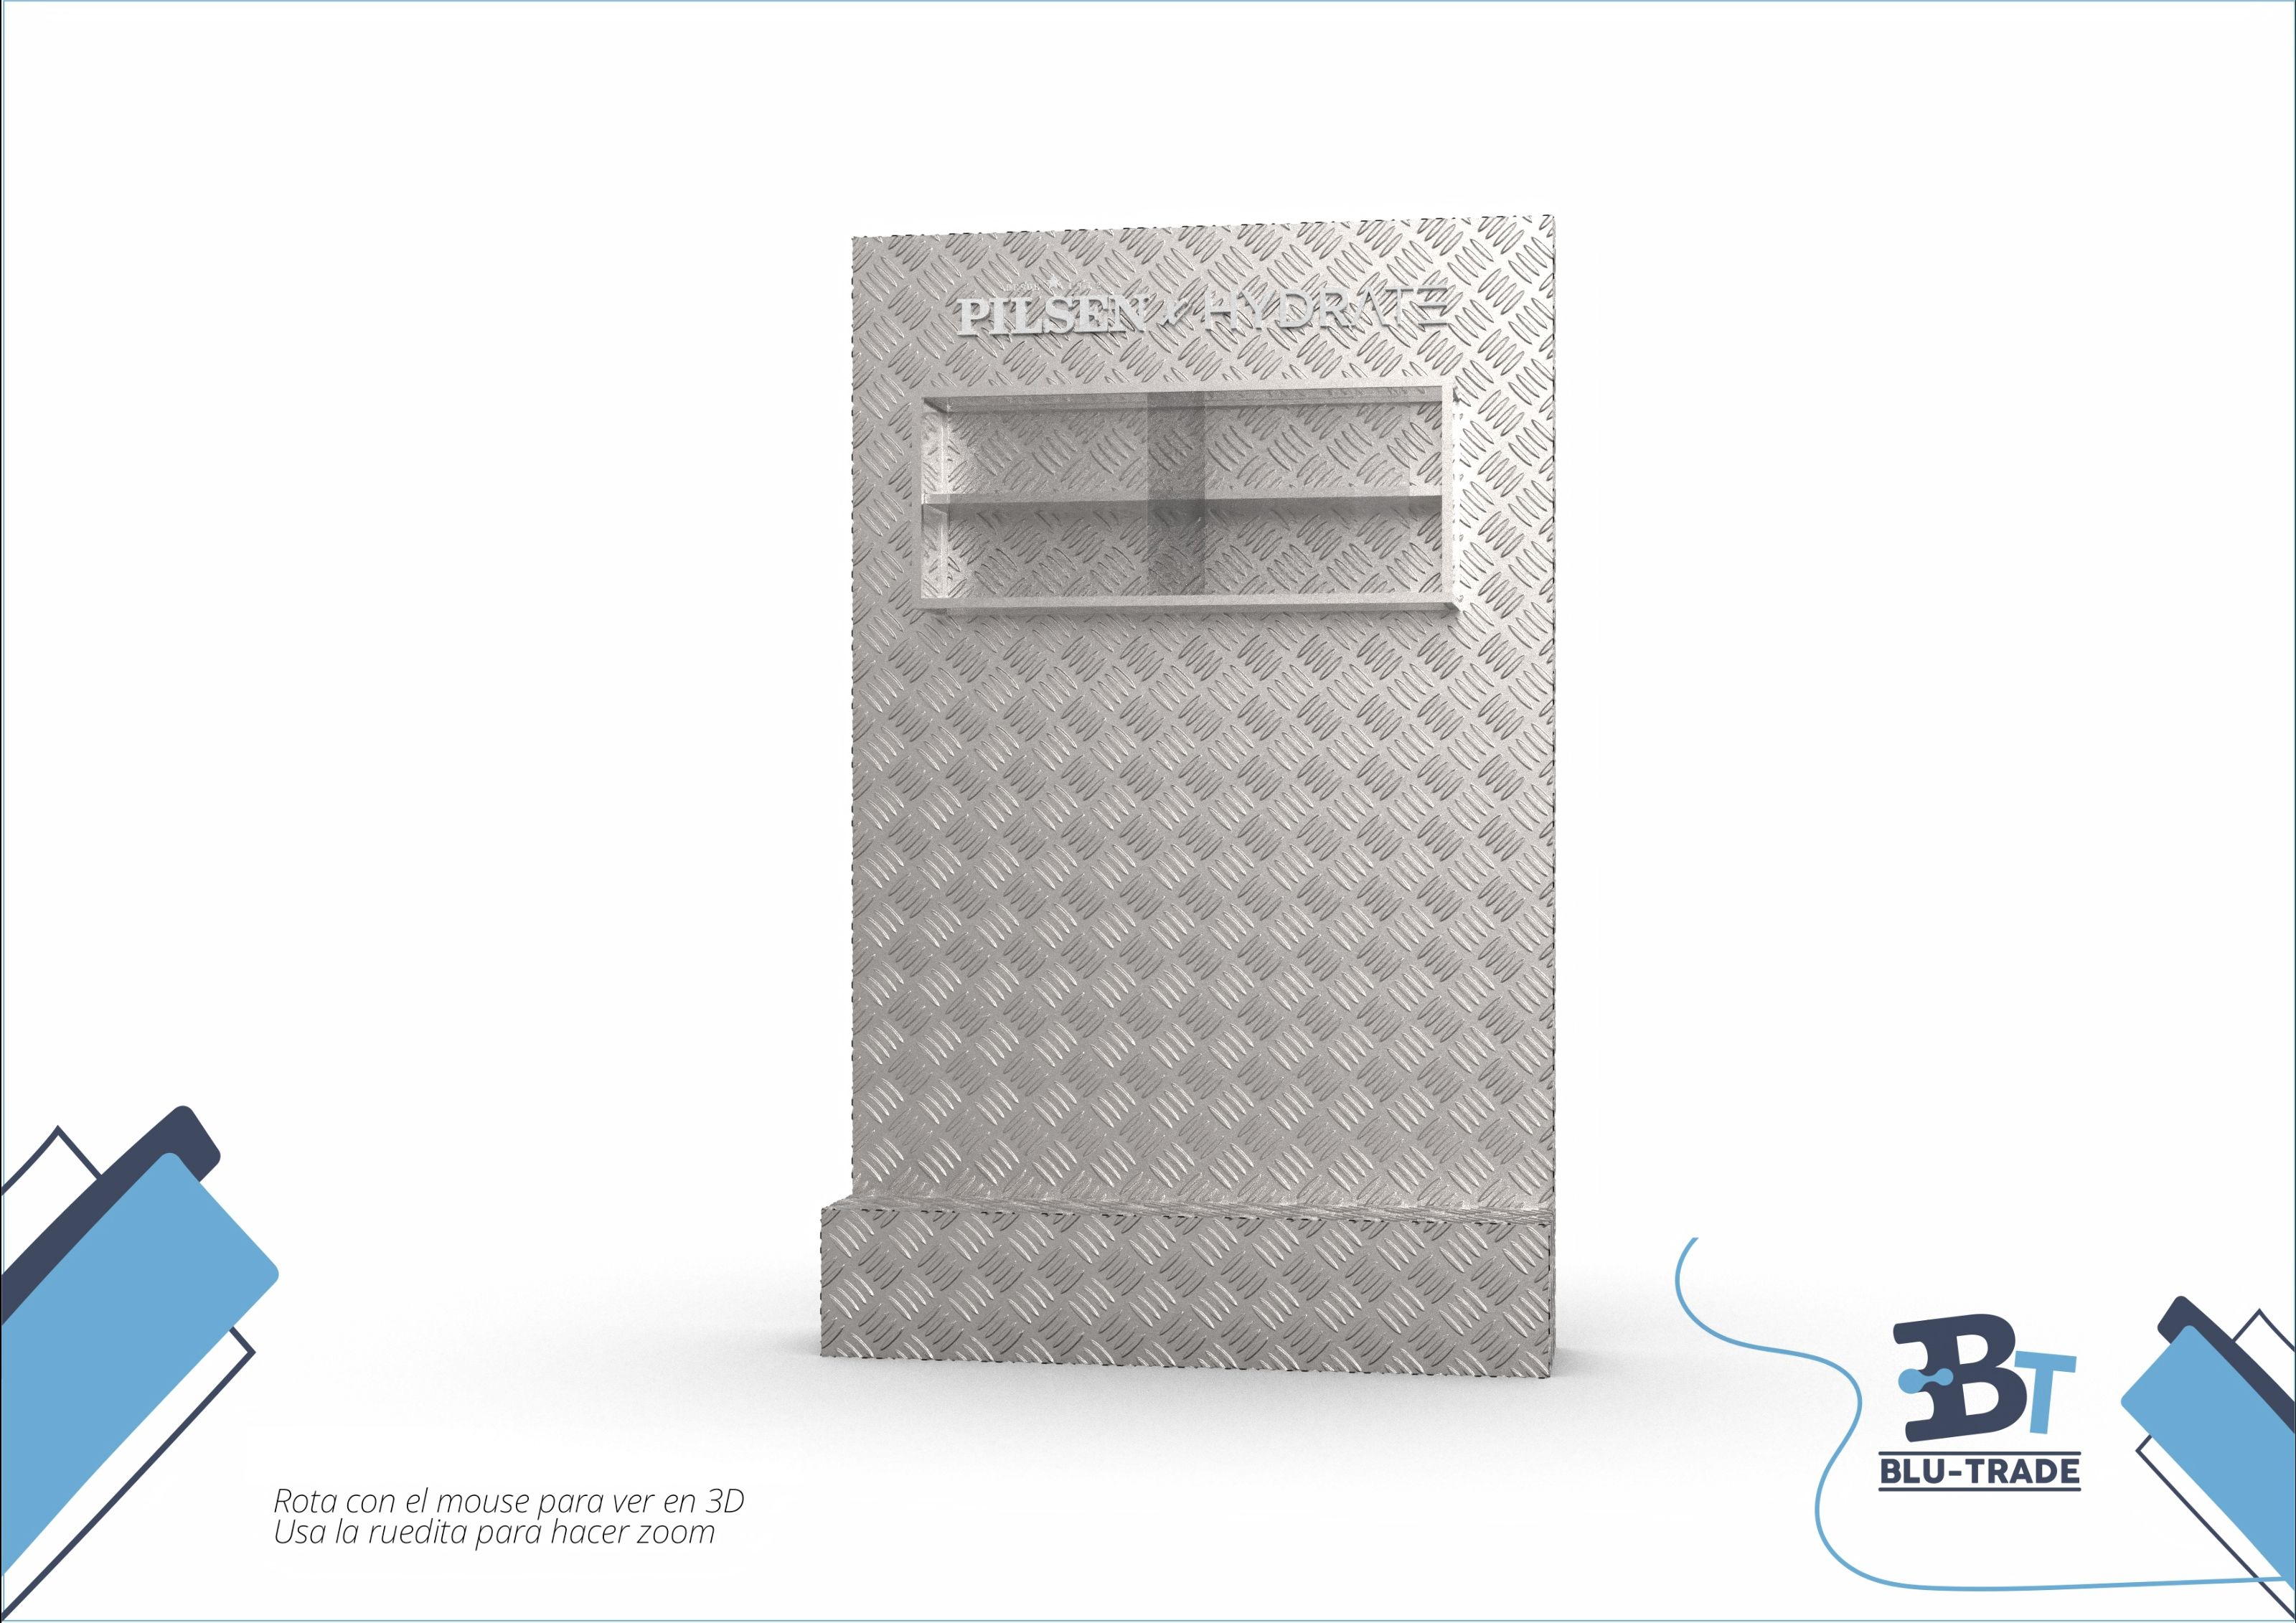 PILSEN x HYDRATE
Rota con el mouse para ver en 3D
Usa la ruedita para hacer zoom
BT
BLU-TRADE